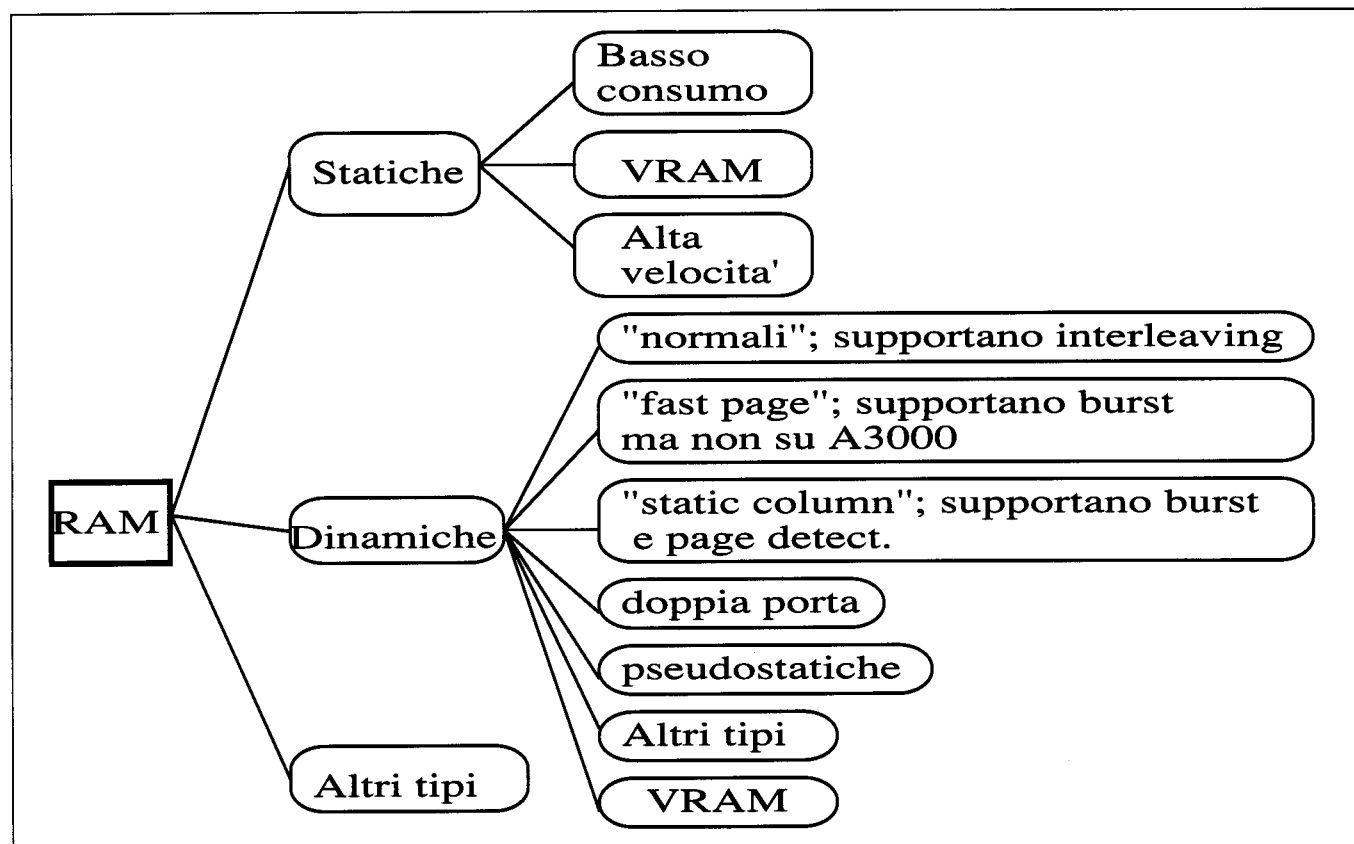 Basso
consumo
Statiche
VRAM
Alta
velocita'
"normali"; supportano interleaving
"fast page"; supportano burst
ma non su A3000
RAM
"static column"; supportano burst
e page detect.
Dinamiche
doppia porta
pseudostatiche
Altri tipi
Altri tipi
VRAM